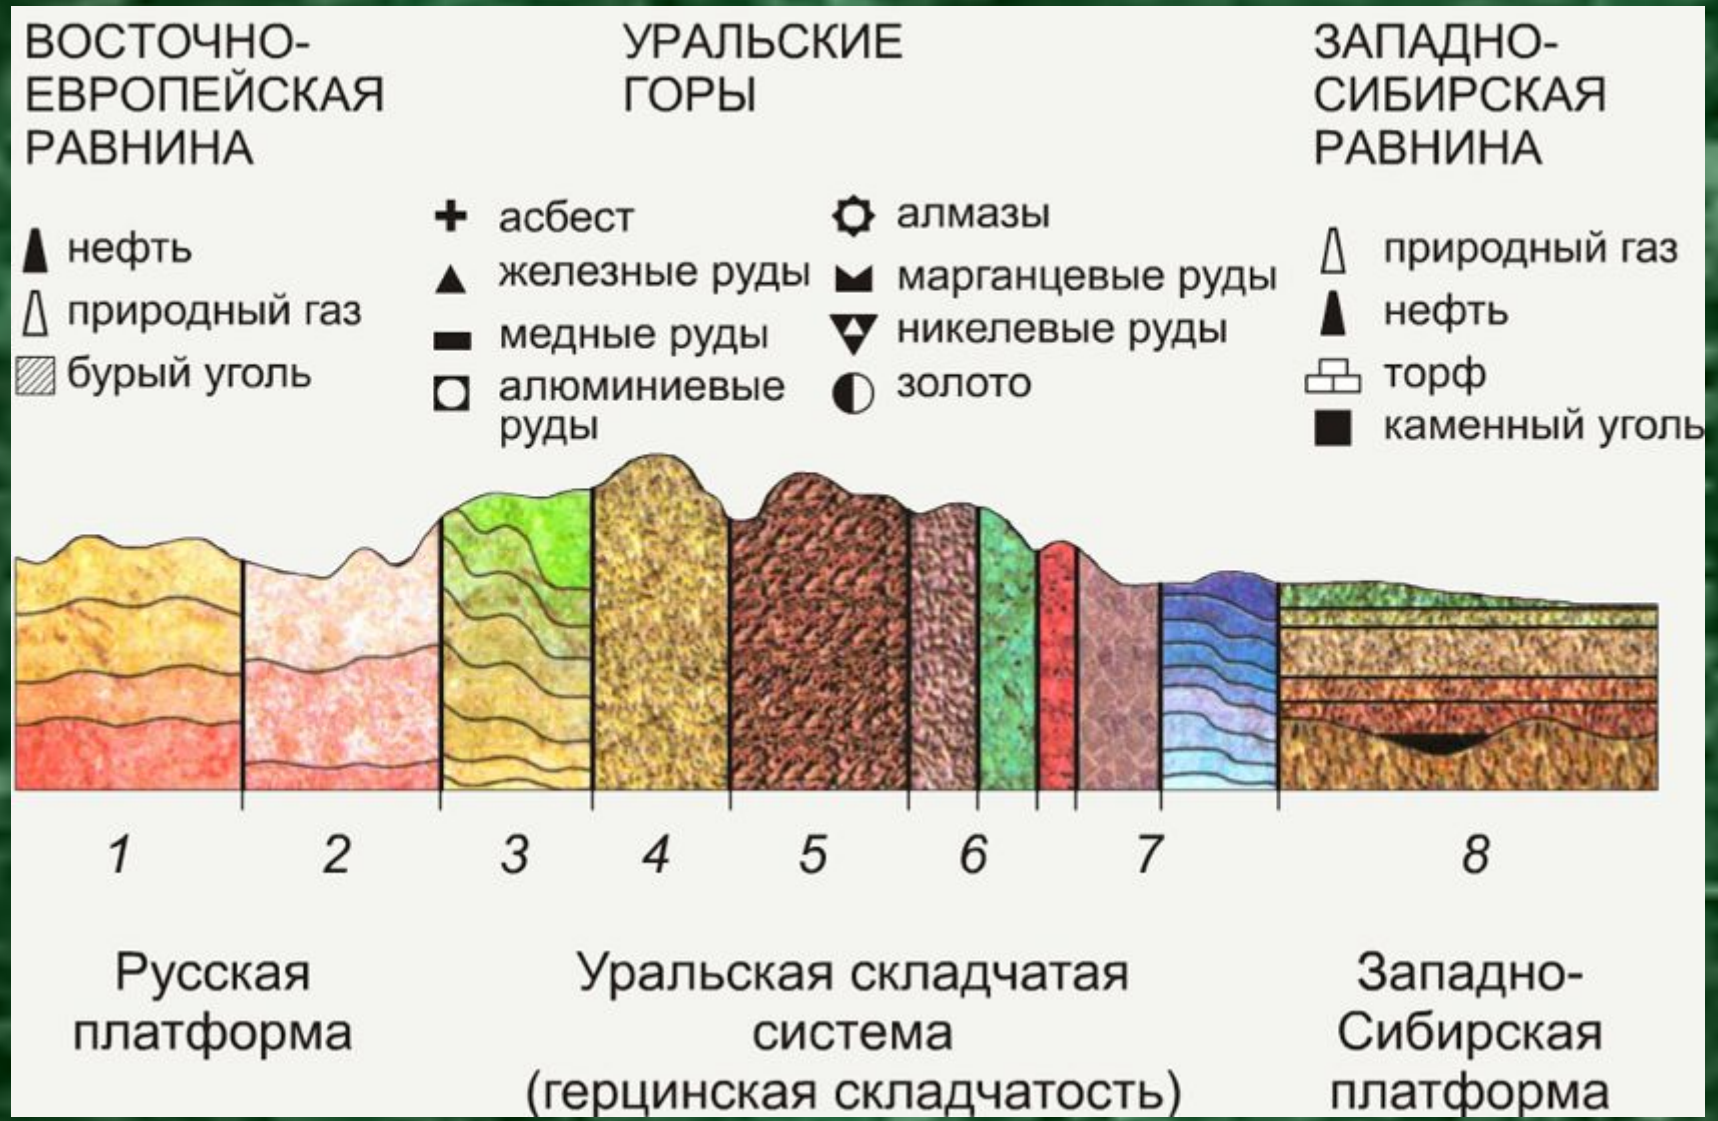 ВОСТОЧНО-
ЕВРОПЕЙСКАЯ
РАВНИНА
нефть
природный газ
бурый уголь
УРАЛЬСКИЕ
ГОРЫ
асбест
железные руды
медные руды
алюминиевые
руды
алмазы
марганцевые руды
никелевые руды
золото
ЗАПАДНО-
СИБИРСКАЯ
РАВНИНА
природный газ
нефть
торф
каменный уголь
1 2 3 4 5 6 7 8
Русская
платформа
Уральская складчатая
система
(герцинская складчатость)
Западно-
Сибирская
платформа